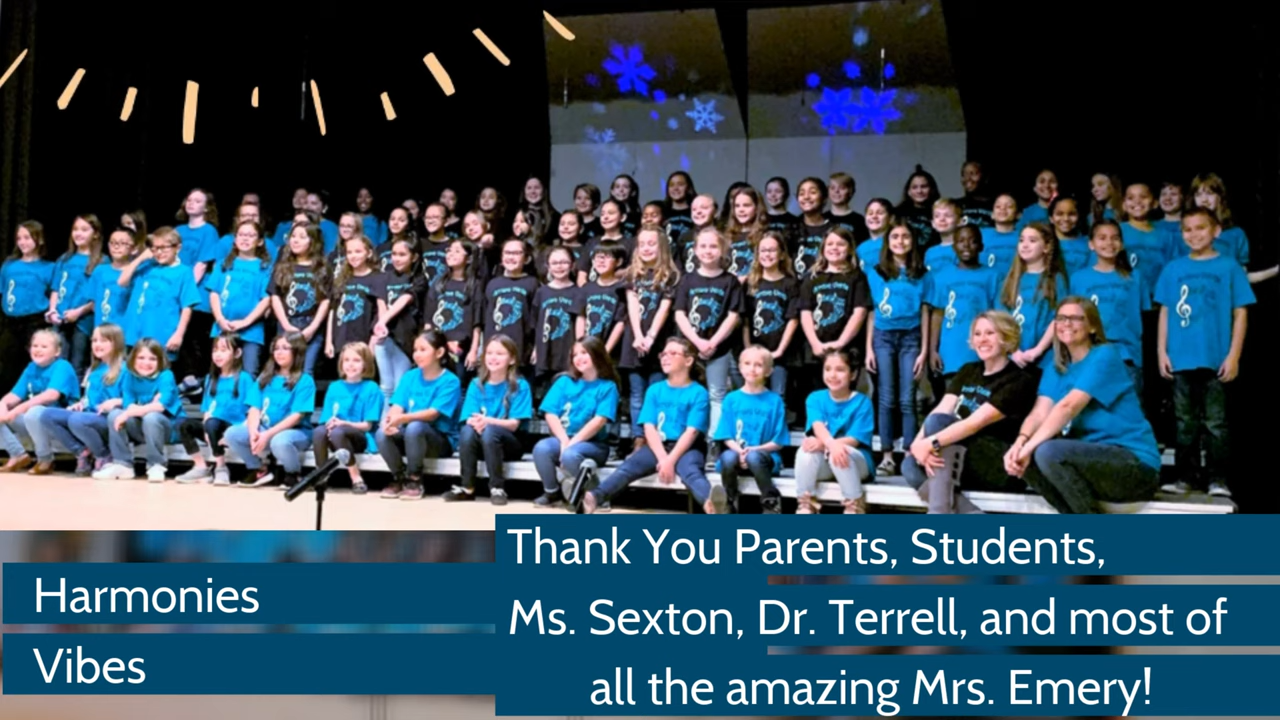 Harmonies
Vibes
Thank You Parents, Students,
Ms. Sexton, Dr. Terrell, and most of
all the amazing Mrs. Emery!